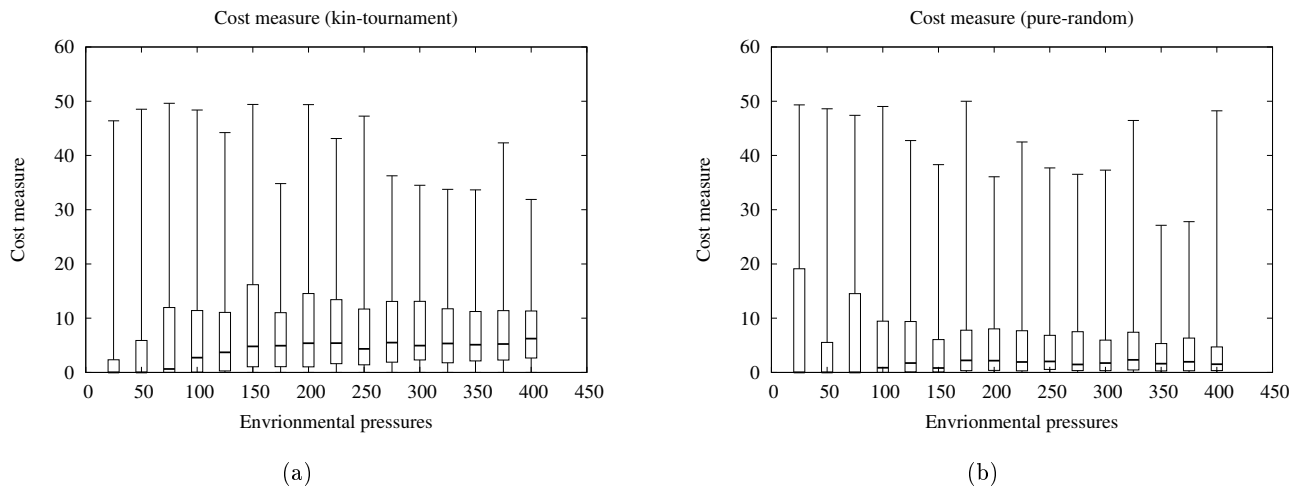 Cost measure (kin-tournament)
60
50
40
30
20
10
0
Cost measure
0 50 100 150 200 250 300 350 400 450
Envrionmental pressures
(a)
Cost measure (pure-random)
60
50
40
30
20
10
0
Cost measure
0 50 100 150 200 250 300 350 400 450
Envrionmental pressures
(b)